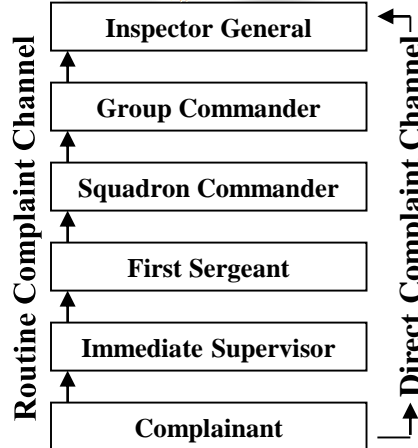 Inspector General
Group Commander
Squadron Commander
First Sergeant
Immediate Supervisor
Complainant
Routine Complaint Channel
Direct Complaint Channel